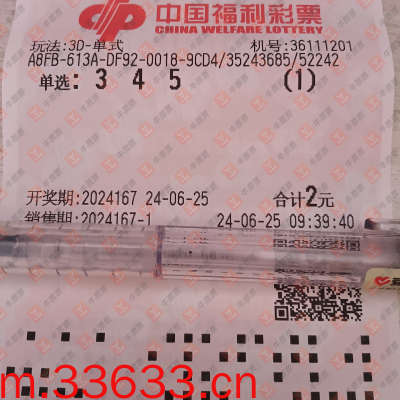 中国福利彩票
CHINA WELFARE LOTTERY
玩法:3D-单式 机号:36111201
A8FB-613A-DF92-0018-9CD4/35243685/52242
单选: 3 4 5 (1)
开奖期:2024167 24-06-25 合计2元
销售期:2024167-1 24-06-25 09:39:40
m.33633.cn